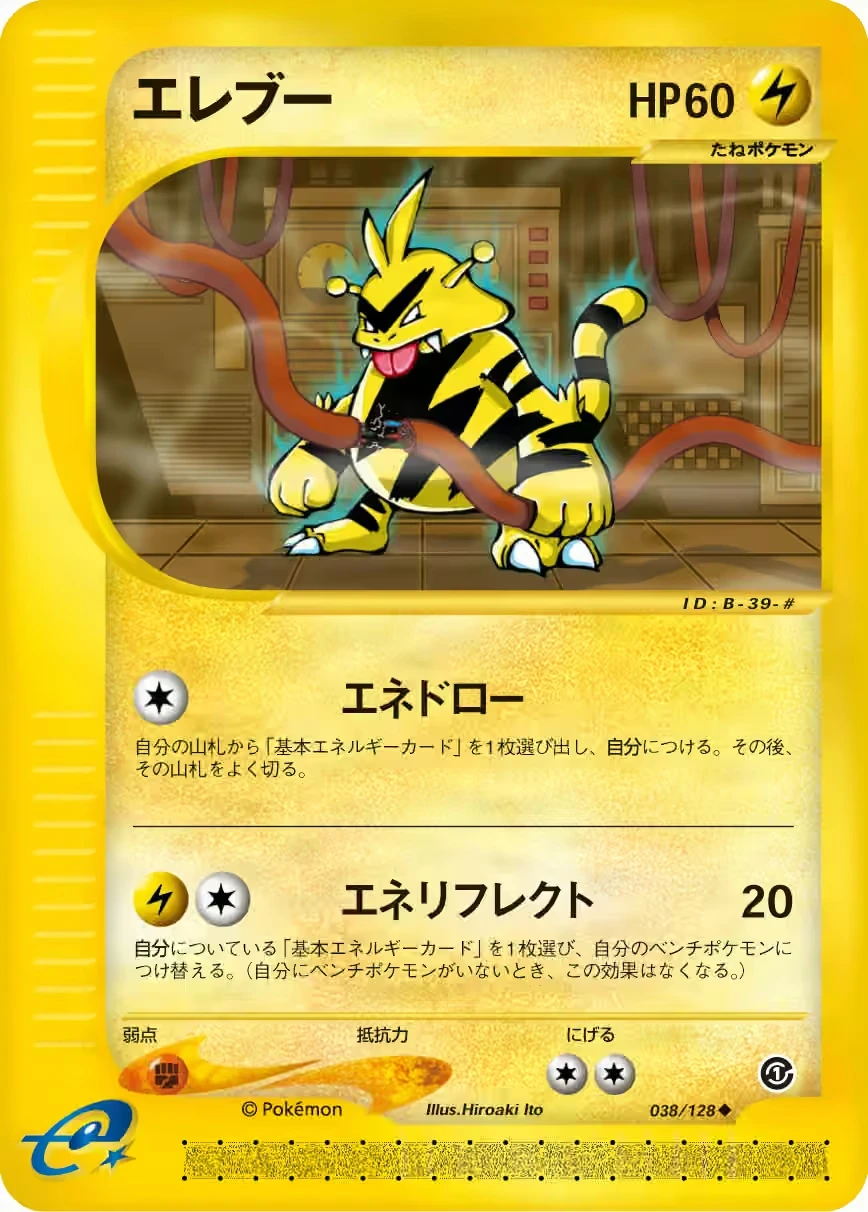 エレブー
HP60
たねポケモン
ID:B-39-#
エネドロー
自分の山札から「基本エネルギーカード」を1枚選び出し、自分につける。その後、
その山札をよく切る。
エネリフレクト 20
自分についている「基本エネルギーカード」を1枚選び、自分のベンチポケモンに
つけ替える。（自分にベンチポケモンがいないとき、この効果はなくなる。）
弱点 抵抗力 にげる
1
© Pokémon Illus.Hiroaki Ito 038/128◆
e